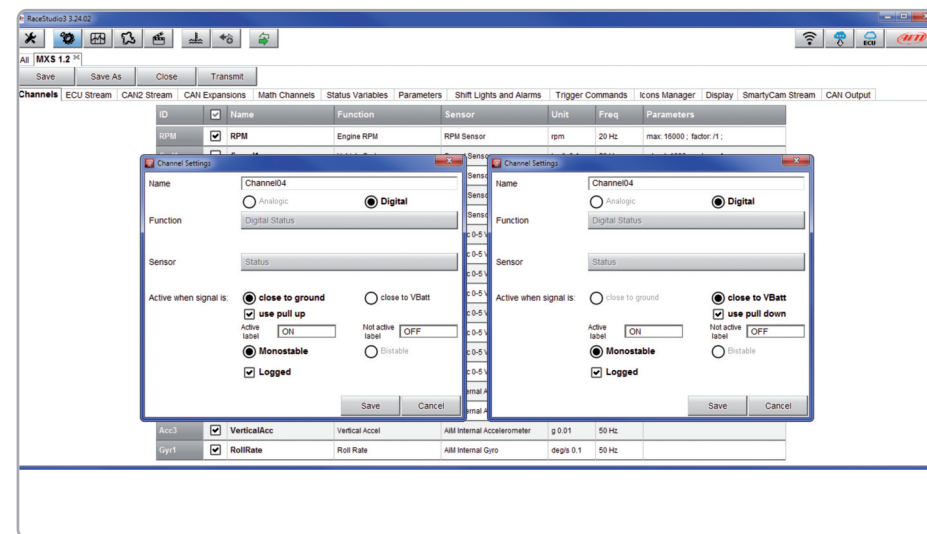 RaceStudio3 3.24.02
ECU
All MXS 1.2
Save Save As Close Transmit
Channels ECU Stream CAN2 Stream CAN Expansions Math Channels Status Variables Parameters Shift Lights and Alarms Trigger Commands Icons Manager Display SmartyCam Stream CAN Output
ID Name Function Sensor Unit Freq Parameters
RPM RPM Engine RPM RPM Sensor rpm 20 Hz max: 16000 ; factor: /1 ;
Channel Settings
Name Channel04
Analogic Digital
Function Digital Status
Sensor Status
Active when signal is: close to ground close to VBatt
use pull up
Active label ON Not active label OFF
Monostable Bistable
Logged
Save Cancel
Channel Settings
Name Channel04
Analogic Digital
Function Digital Status
Sensor Status
Active when signal is: close to ground close to VBatt
use pull down
Active label ON Not active label OFF
Monostable Bistable
Logged
Save Cancel
Acc3 VerticalAcc Vertical Accel AiM Internal Accelerometer g 0.01 50 Hz
Gyr1 RollRate Roll Rate AiM Internal Gyro deg/s 0.1 50 Hz